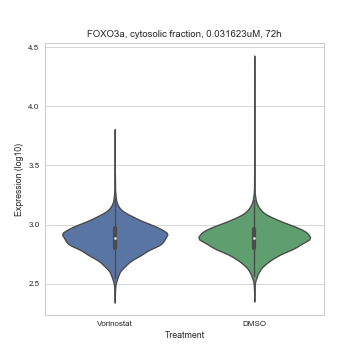 FOXO3a, cytosolic fraction, 0.031623uM, 72h
4.5
4.0
3.5
3.0
2.5
Expression (log10)
Vorinostat DMSO
Treatment